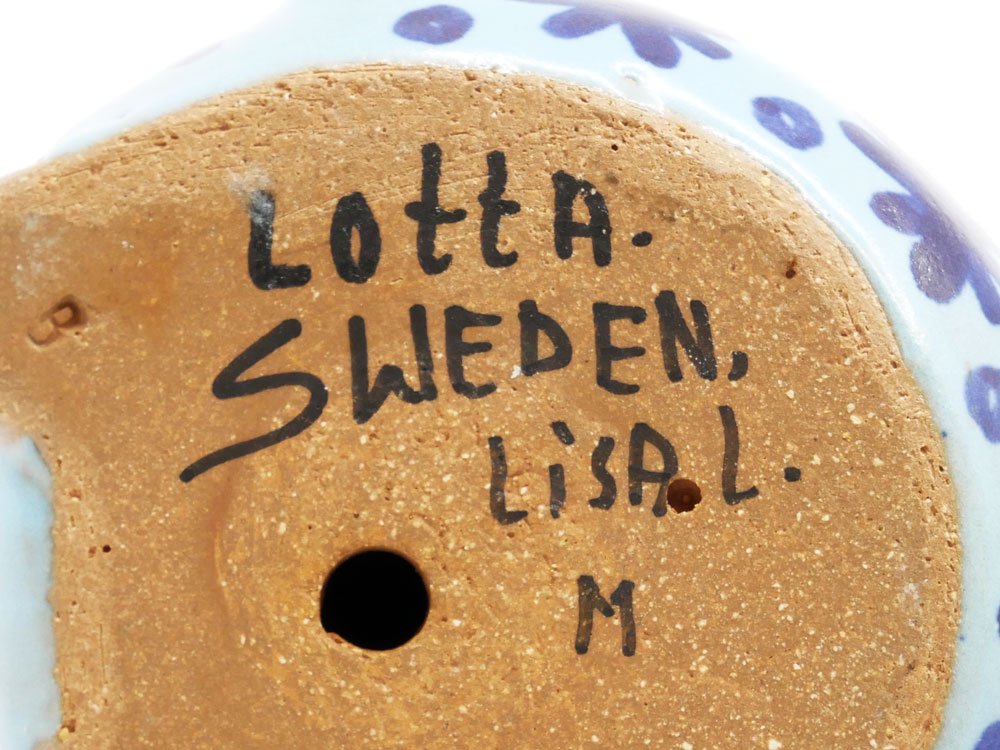 LOttA.
SWEDEN,
LiSA L.
M